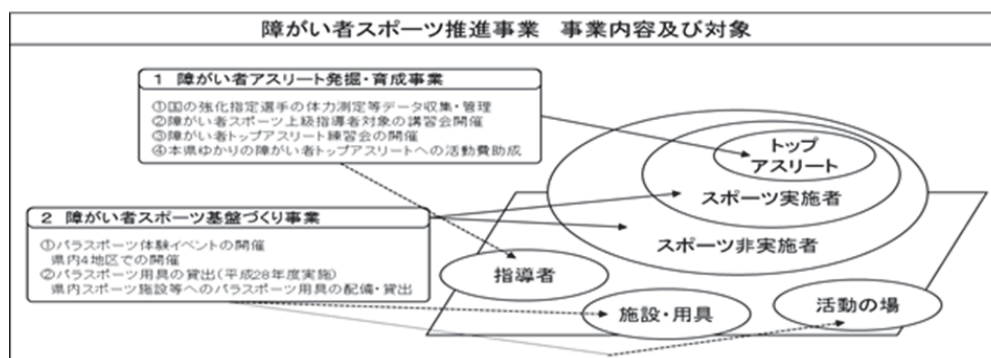 障がい者スポーツ推進事業　事業内容及び対象
1　障がい者アスリート発掘・育成事業
①国の強化指定選手の体力測定等データ収集・管理
②障がい者スポーツ上級指導者対象の講習会開催
③障がい者トップアスリート練習会の開催
④本県ゆかりの障がい者トップアスリートへの活動費助成
トップ
アスリート
スポーツ実施者
2　障がい者スポーツ基盤づくり事業
①パラスポーツ体験イベントの開催
県内4地区での開催
②パラスポーツ用具の貸出(平成28年度実施)
県内スポーツ施設等へのパラスポーツ用具の配備・貸出
スポーツ非実施者
指導者
施設・用具
活動の場